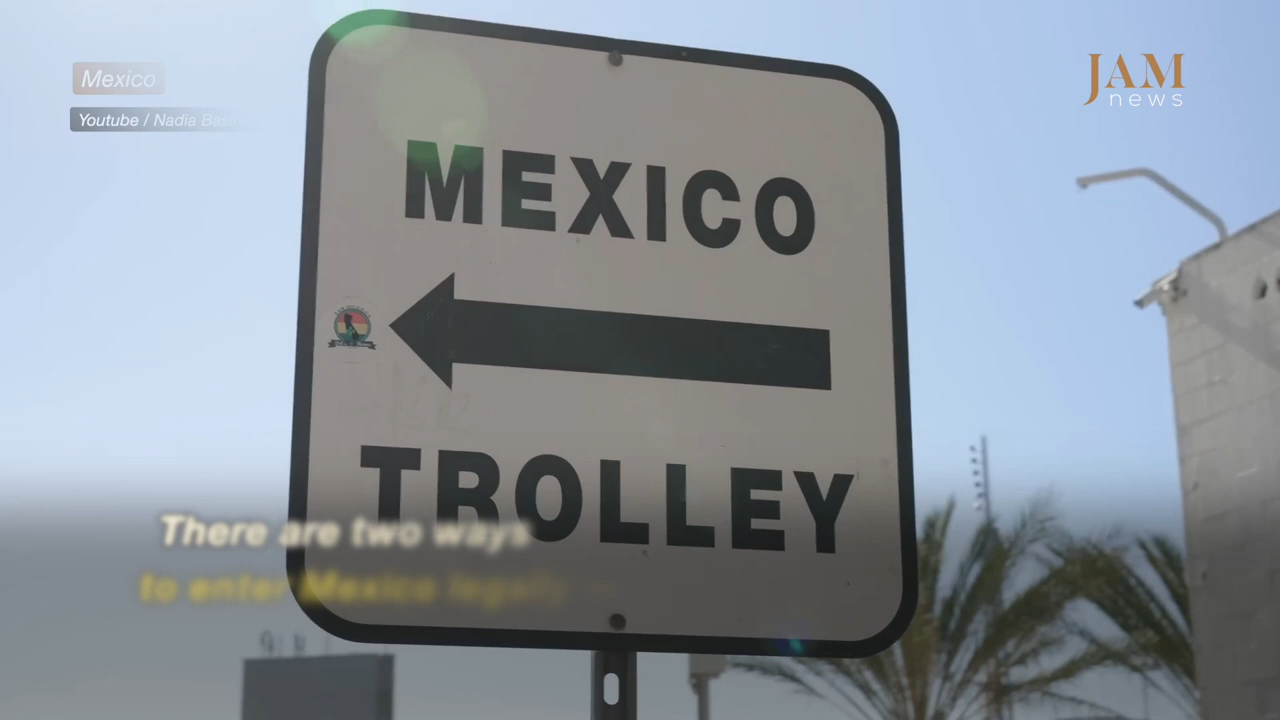 Mexico
Youtube / Nadia
JAM
news
MEXICO
TROLLEY
There are two ways
to enter Mexico legally –